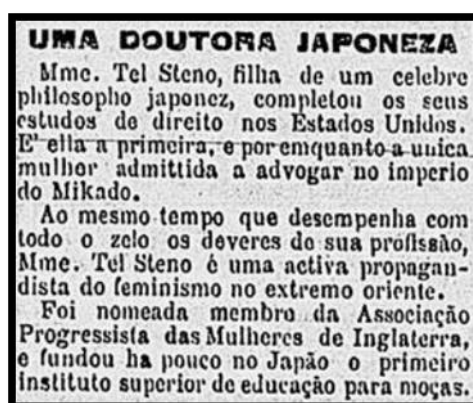 UMA DOUTORA JAPONEZA
Mme. Tel Steno, filha de um celebre
philosopho japonez, completou os seus
estudos de direito nos Estados Unidos.
E' ella a primeira, e por emquanto a unica
mulher admittida a advogar no imperio
do Mikado.
Ao mesmo tempo que desempenha com
todo o zelo os deveres de sua profissão,
Mme. Tel Steno é uma activa propagan-
dista do feminismo no extremo oriente.
Foi nomeada membro da Associação
Progressista das Mulheres de Inglaterra,
e fundou ha pouco no Japão o primeiro
instituto superior de educação para moças.